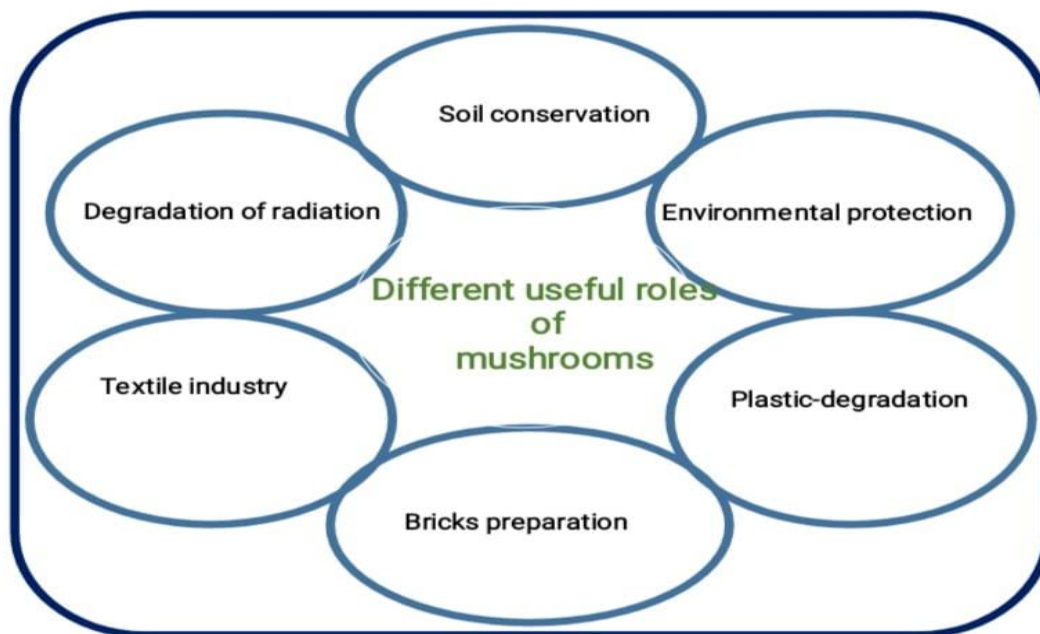 Soil conservation
Degradation of radiation
Environmental protection
Different useful roles
of
mushrooms
Textile industry
Plastic-degradation
Bricks preparation